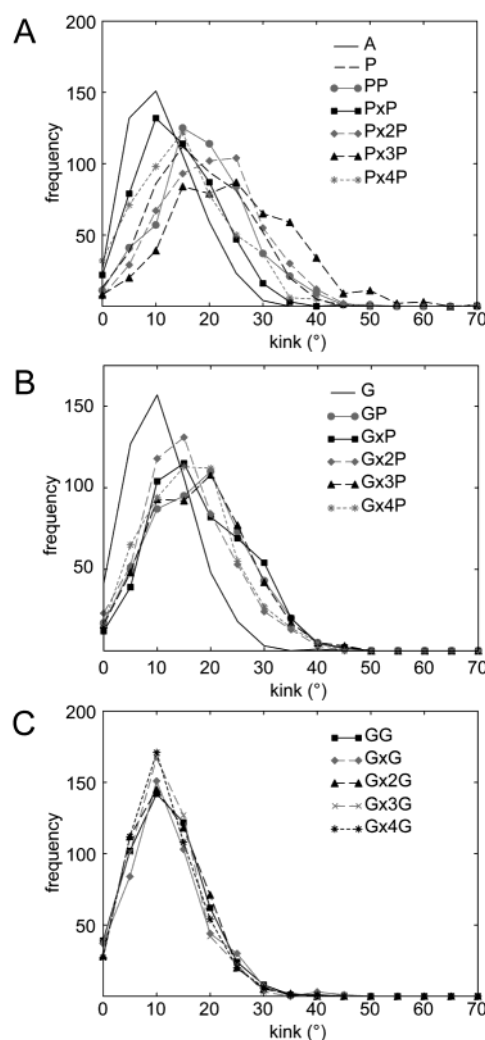 A
200
150
100
50
frequency
A
P
PP
PxP
Px2P
Px3P
Px4P
0 10 20 30 40 50 60 70
kink (°)
B
150
100
50
frequency
G
GP
GxP
Gx2P
Gx3P
Gx4P
0 10 20 30 40 50 60 70
kink (°)
C
200
150
100
50
frequency
GG
GxG
Gx2G
Gx3G
Gx4G
0 10 20 30 40 50 60 70
kink (°)